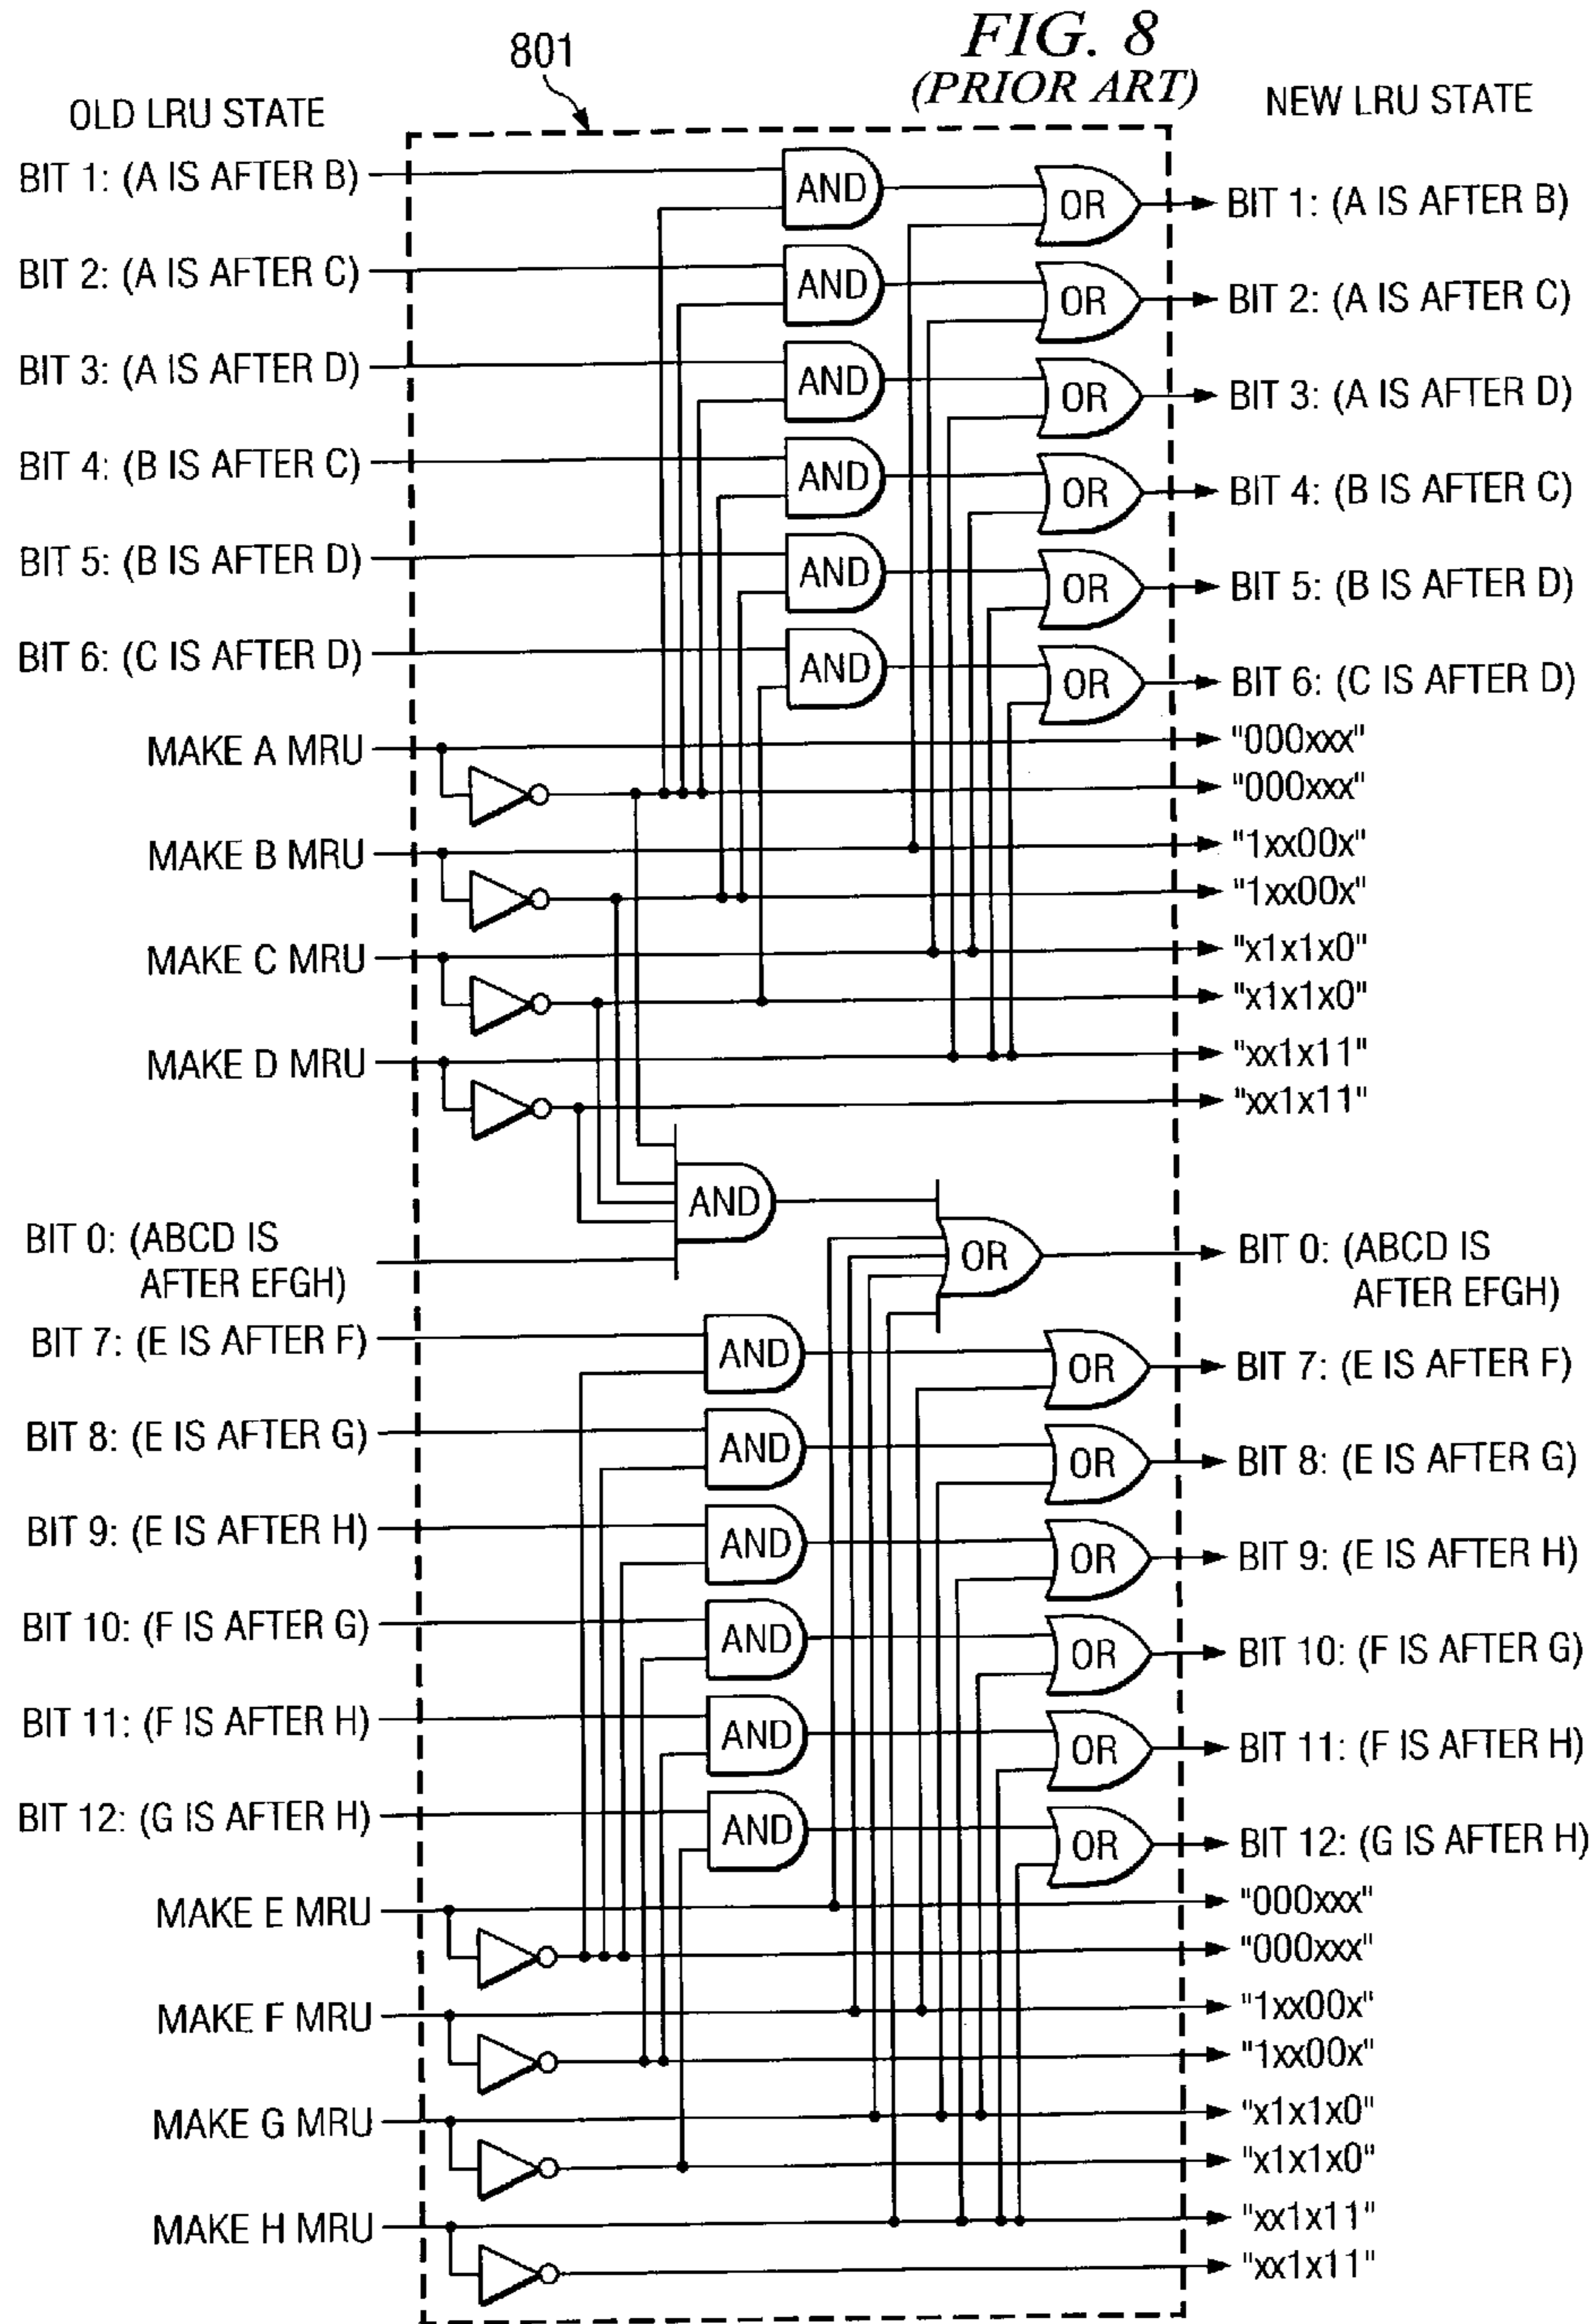 FIG. 8
(PRIOR ART)
801
OLD LRU STATE
NEW LRU STATE
BIT 1: (A IS AFTER B)
AND
OR
BIT 1: (A IS AFTER B)
BIT 2: (A IS AFTER C)
AND
OR
BIT 2: (A IS AFTER C)
BIT 3: (A IS AFTER D)
AND
OR
BIT 3: (A IS AFTER D)
BIT 4: (B IS AFTER C)
AND
OR
BIT 4: (B IS AFTER C)
BIT 5: (B IS AFTER D)
AND
OR
BIT 5: (B IS AFTER D)
BIT 6: (C IS AFTER D)
AND
OR
BIT 6: (C IS AFTER D)
MAKE A MRU
"000xxx"
"000xxx"
MAKE B MRU
"1xx00x"
"1xx00x"
MAKE C MRU
"x1x1x0"
"x1x1x0"
MAKE D MRU
"xx1x11"
"xx1x11"
BIT 0: (ABCD IS
AFTER EFGH)
AND
OR
BIT 0: (ABCD IS
AFTER EFGH)
BIT 7: (E IS AFTER F)
AND
OR
BIT 7: (E IS AFTER F)
BIT 8: (E IS AFTER G)
AND
OR
BIT 8: (E IS AFTER G)
BIT 9: (E IS AFTER H)
AND
OR
BIT 9: (E IS AFTER H)
BIT 10: (F IS AFTER G)
AND
OR
BIT 10: (F IS AFTER G)
BIT 11: (F IS AFTER H)
AND
OR
BIT 11: (F IS AFTER H)
BIT 12: (G IS AFTER H)
AND
OR
BIT 12: (G IS AFTER H)
MAKE E MRU
"000xxx"
"000xxx"
MAKE F MRU
"1xx00x"
"1xx00x"
MAKE G MRU
"x1x1x0"
"x1x1x0"
MAKE H MRU
"xx1x11"
"xx1x11"